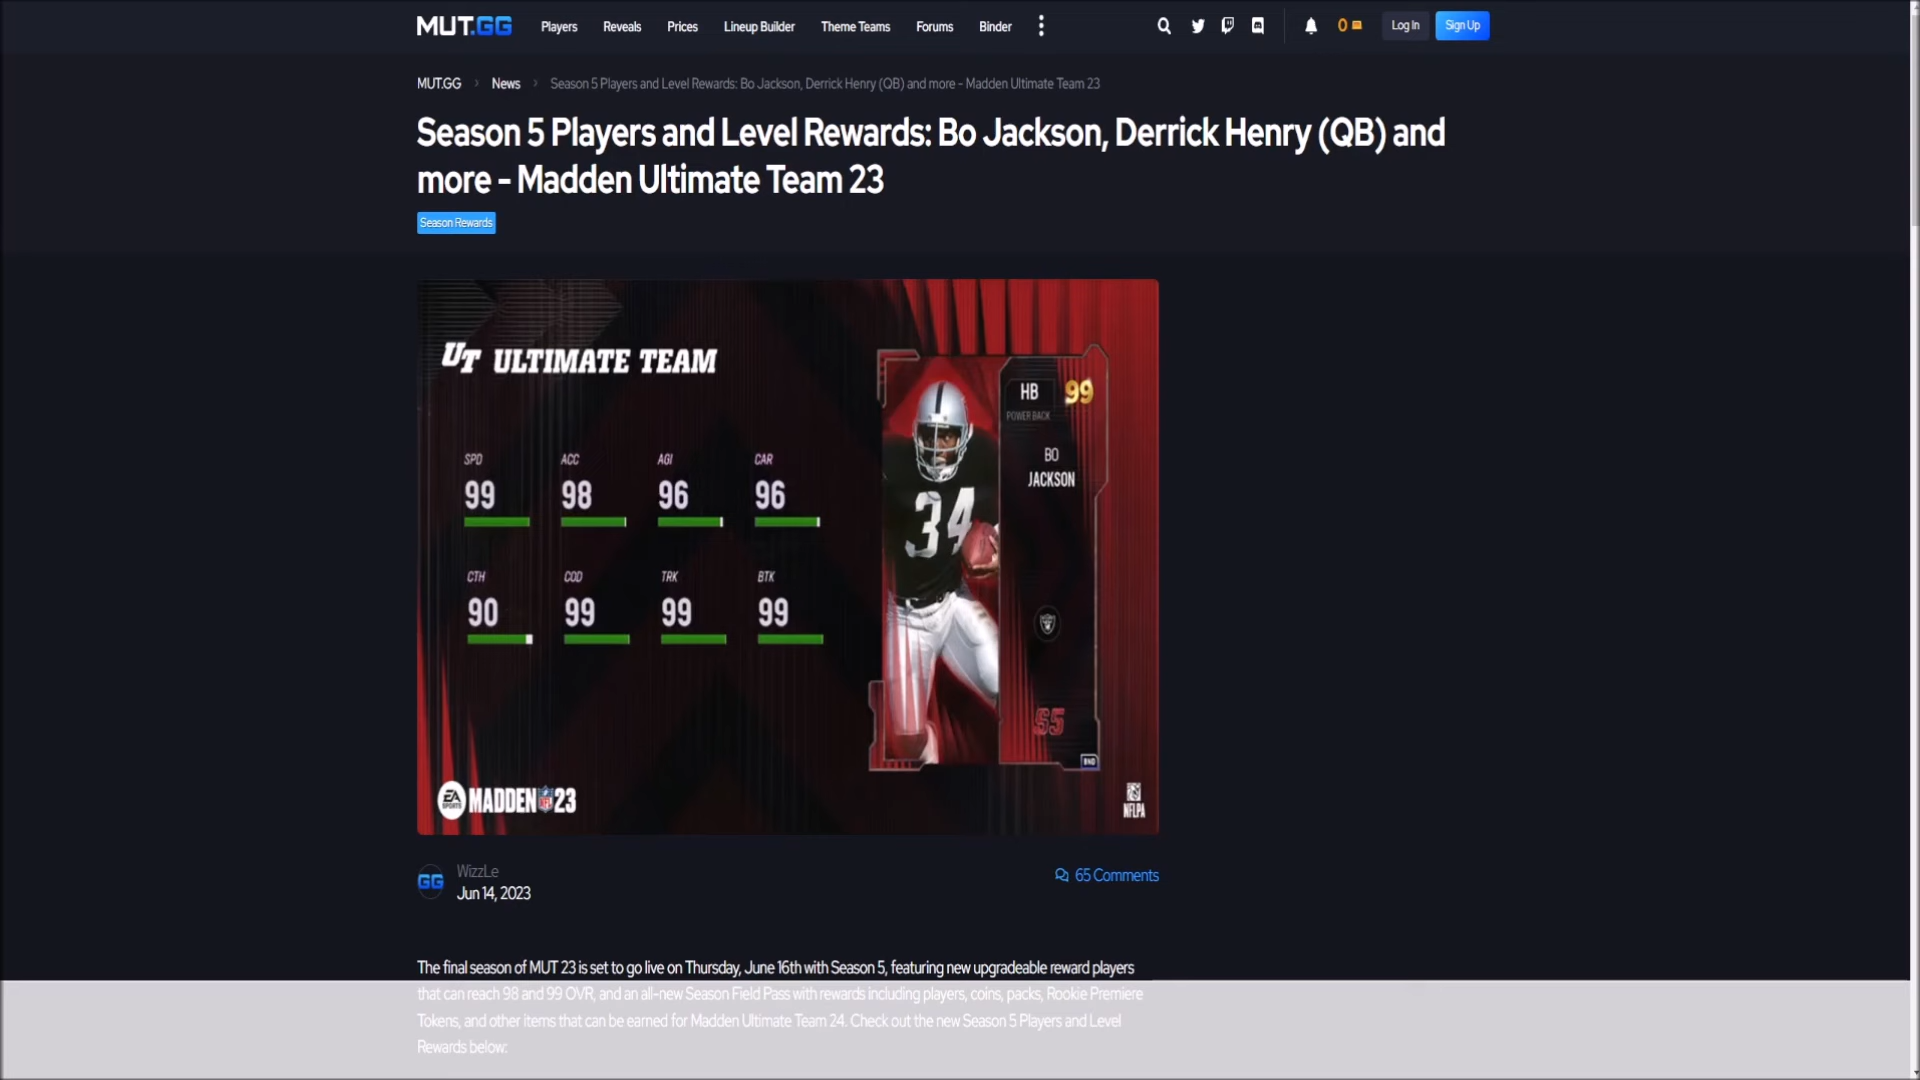 MUT.GG Players Reveals Prices Lineup Builder Theme Teams Forums Binder 0 Log In Sign Up
MUT.GG › News › Season 5 Players and Level Rewards: Bo Jackson, Derrick Henry (QB) and more - Madden Ultimate Team 23
Season 5 Players and Level Rewards: Bo Jackson, Derrick Henry (QB) and
more - Madden Ultimate Team 23
Season Rewards
UT ULTIMATE TEAM
HB 99
POWER BACK
BO
JACKSON
SPD ACC AGI CAR
99 98 96 96
34
CTH COD TRK BTK
90 99 99 99
S5
BND
EA SPORTS MADDEN NFL 23
NFLPA
GG WizzLe
Jun 14, 2023
65 Comments
The final season of MUT 23 is set to go live on Thursday, June 16th with Season 5, featuring new upgradeable reward players
that can reach 98 and 99 OVR, and an all-new Season Field Pass with rewards including players, coins, packs, Rookie Premiere
Tokens, and other items that can be earned for Madden Ultimate Team 24. Check out the new Season 5 Players and Level
Rewards below: